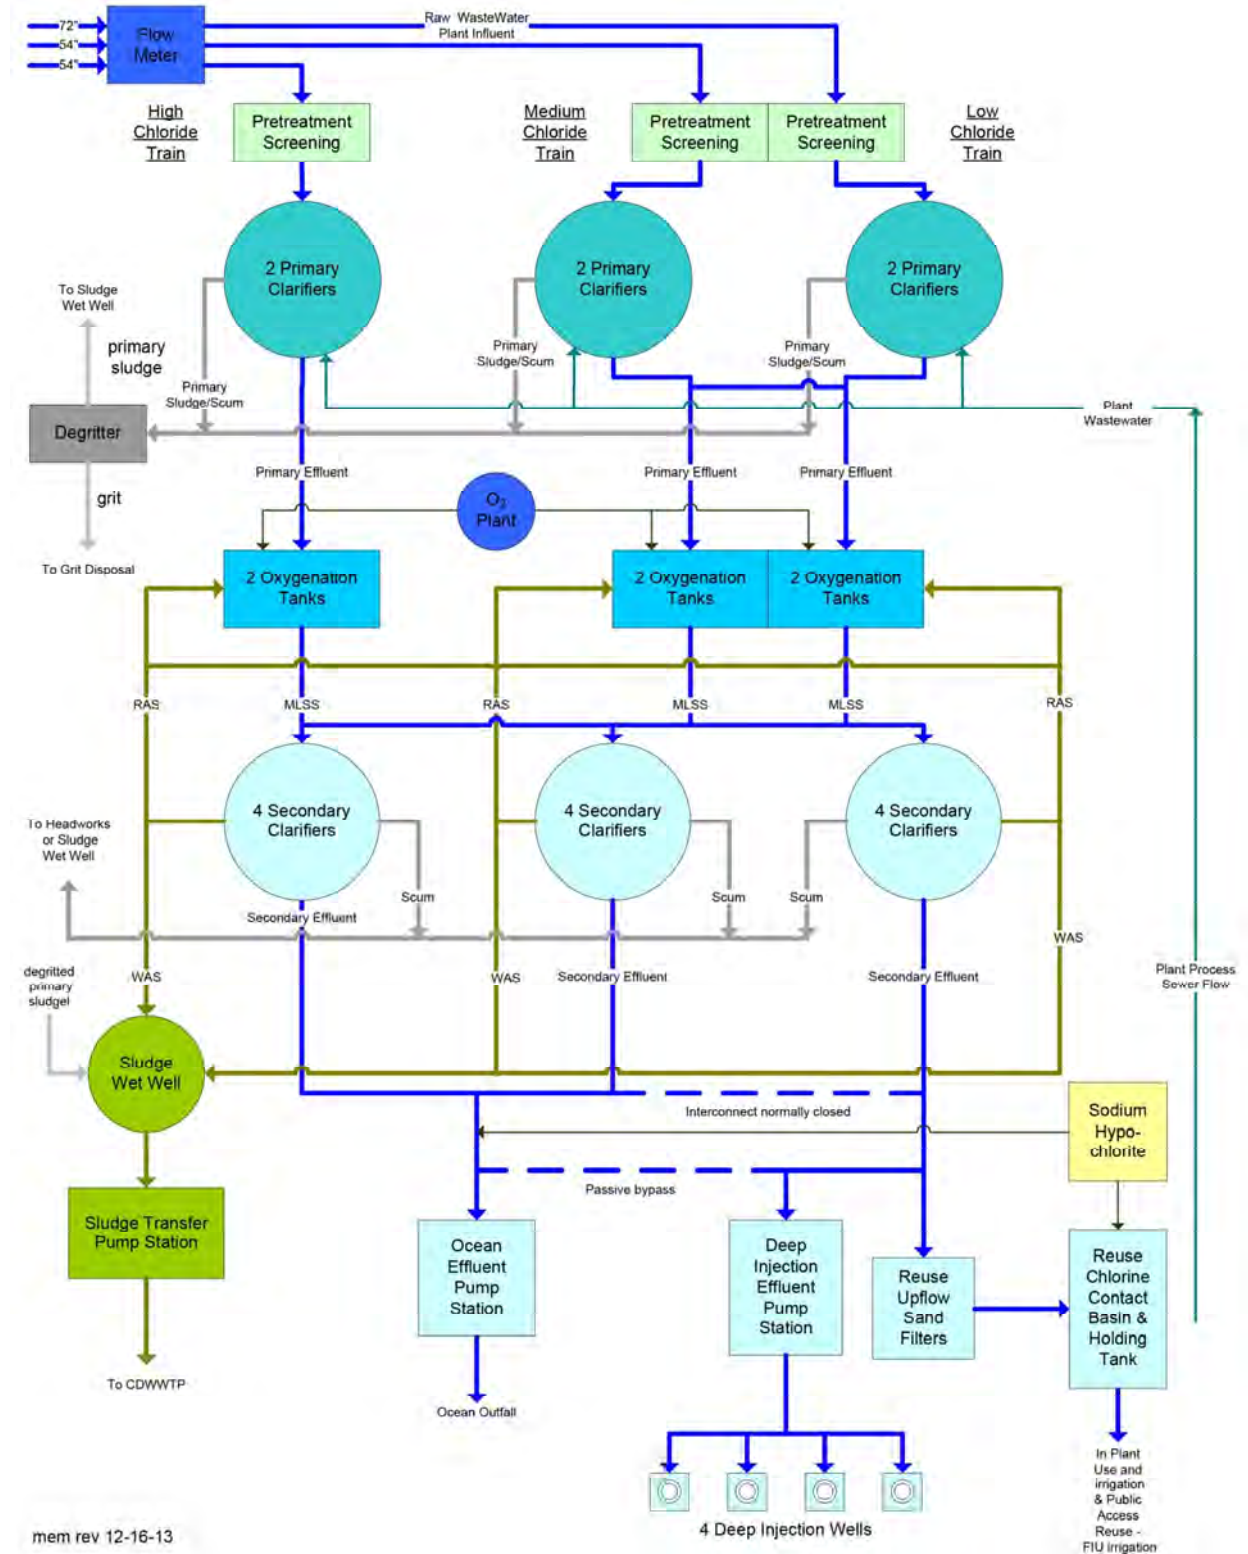 72"
54"
54"
Flow
Meter
Raw WasteWater
Plant Influent
High
Chloride
Train
Pretreatment
Screening
Medium
Chloride
Train
Pretreatment
Screening
Pretreatment
Screening
Low
Chloride
Train
2 Primary
Clarifiers
2 Primary
Clarifiers
2 Primary
Clarifiers
To Sludge
Wet Well
primary
sludge
Primary
Sludge/Scum
Primary
Sludge/Scum
Primary
Sludge/Scum
Plant
Wastewater
Degritter
grit
To Grit Disposal
Primary Effluent
Primary Effluent
Primary Effluent
O2
Plant
2 Oxygenation
Tanks
2 Oxygenation
Tanks
2 Oxygenation
Tanks
RAS
MLSS
RAS
MLSS
MLSS
RAS
4 Secondary
Clarifiers
4 Secondary
Clarifiers
4 Secondary
Clarifiers
To Headworks
or Sludge
Wet Well
Scum
Scum
Scum
Secondary Effluent
WAS
degritted
primary
sludgel
WAS
WAS
Secondary Effluent
Secondary Effluent
Plant Process
Sewer Flow
Sludge
Wet Well
Interconnect normally closed
Sodium
Hypo-
chlorite
Passive bypass
Sludge Transfer
Pump Station
Ocean
Effluent
Pump
Station
Deep
Injection
Effluent
Pump
Station
Reuse
Upflow
Sand
Filters
Reuse
Chlorine
Contact
Basin &
Holding
Tank
To CDWWTP
Ocean Outfall
In Plant
Use and
irrigation
& Public
Access
Reuse -
FIU irrigation
4 Deep Injection Wells
mem rev 12-16-13